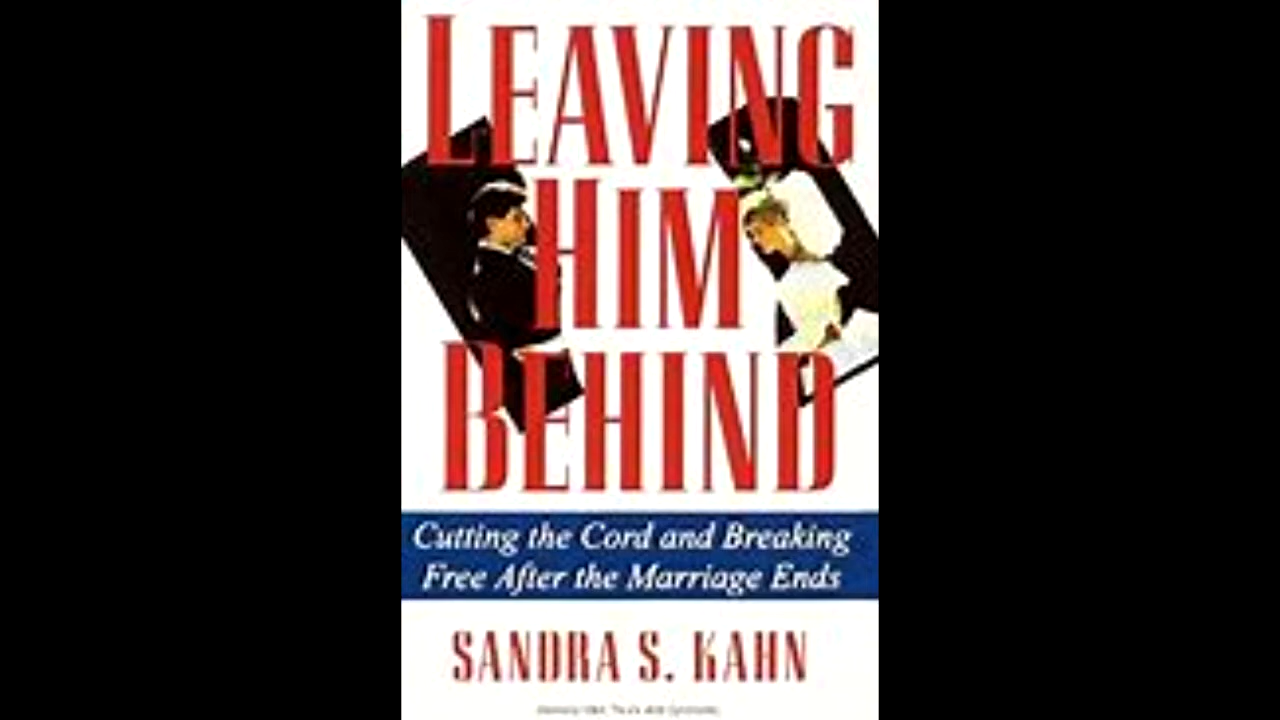 LEAVING
HIM
BEHIND
Cutting the Cord and Breaking
Free After the Marriage Ends
SANDRA S. KAHN